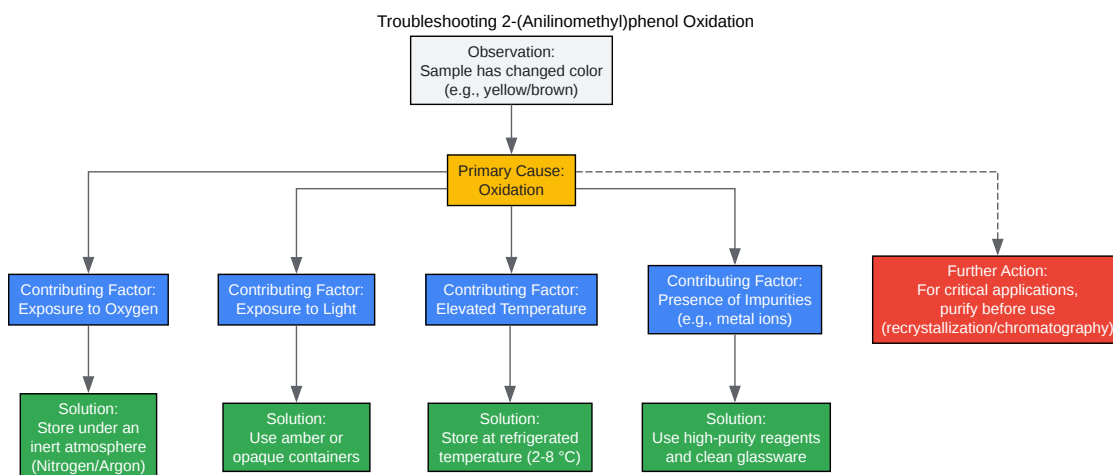 Troubleshooting 2-(Anilinomethyl)phenol Oxidation
Observation:
Sample has changed color
(e.g., yellow/brown)
Primary Cause:
Oxidation
Contributing Factor:
Exposure to Oxygen
Contributing Factor:
Exposure to Light
Contributing Factor:
Elevated Temperature
Contributing Factor:
Presence of Impurities
(e.g., metal ions)
Further Action:
For critical applications,
purify before use
(recrystallization/chromatography)
Solution:
Store under an
inert atmosphere
(Nitrogen/Argon)
Solution:
Use amber or
opaque containers
Solution:
Store at refrigerated
temperature (2-8 °C)
Solution:
Use high-purity reagents
and clean glassware